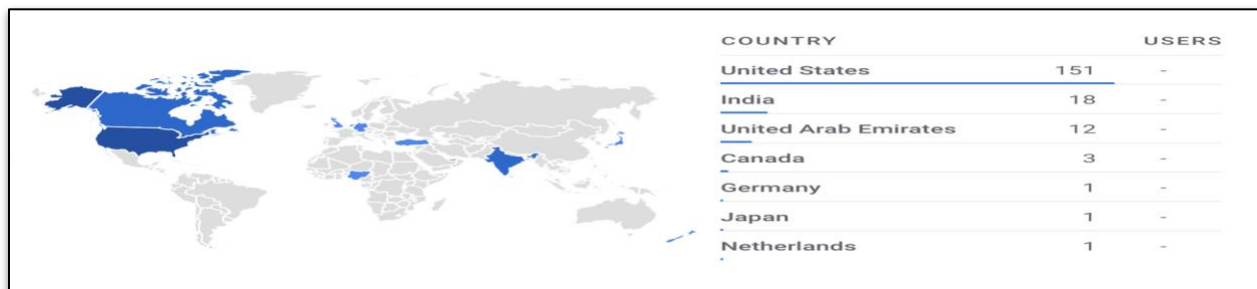 COUNTRY USERS
United States 151 -
India 18 -
United Arab Emirates 12 -
Canada 3 -
Germany 1 -
Japan 1 -
Netherlands 1 -